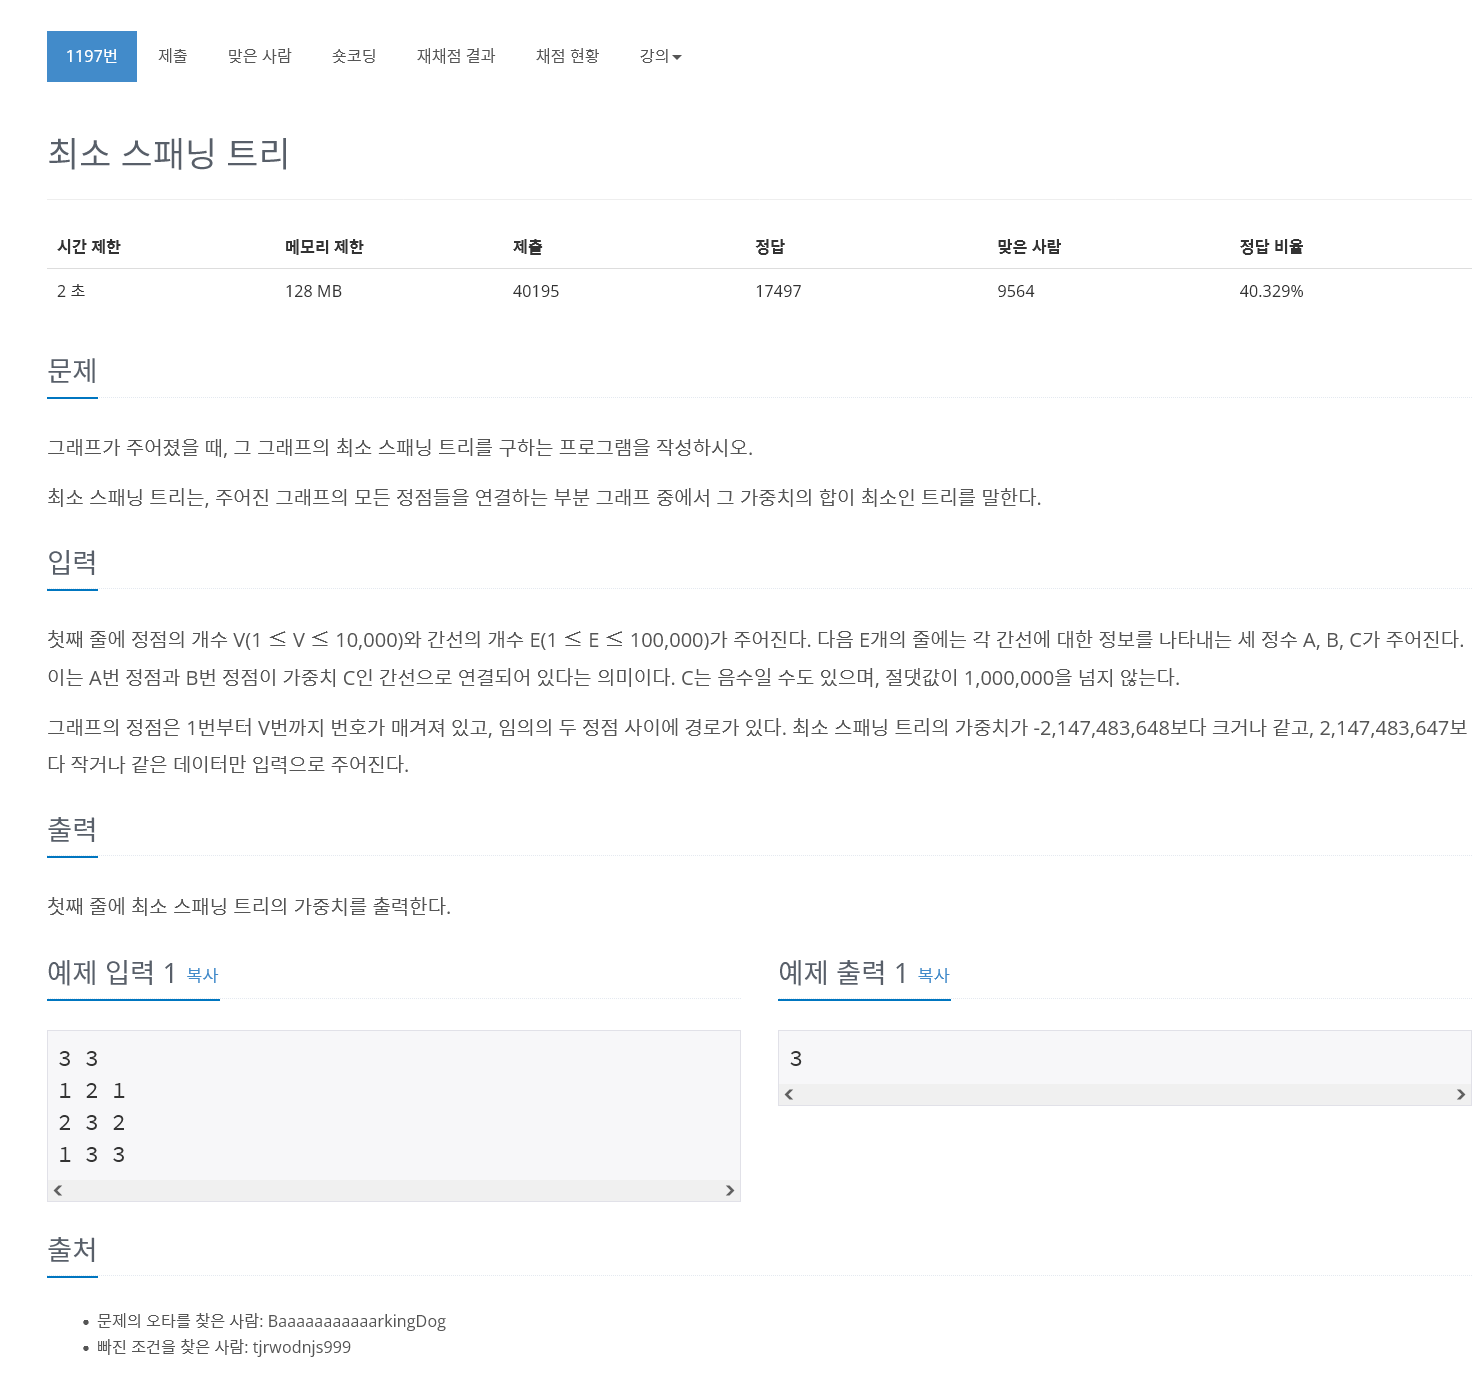 1197번 제출 맞은 사람 숏코딩 재채점 결과 채점 현황 강의
최소 스패닝 트리
시간 제한 메모리 제한 제출 정답 맞은 사람 정답 비율
2 초 128 MB 40195 17497 9564 40.329%
문제
그래프가 주어졌을 때, 그 그래프의 최소 스패닝 트리를 구하는 프로그램을 작성하시오.
최소 스패닝 트리는, 주어진 그래프의 모든 정점들을 연결하는 부분 그래프 중에서 그 가중치의 합이 최소인 트리를 말한다.
입력
첫째 줄에 정점의 개수 V(1 ≤ V ≤ 10,000)와 간선의 개수 E(1 ≤ E ≤ 100,000)가 주어진다. 다음 E개의 줄에는 각 간선에 대한 정보를 나타내는 세 정수 A, B, C가 주어진다.
이는 A번 정점과 B번 정점이 가중치 C인 간선으로 연결되어 있다는 의미이다. C는 음수일 수도 있으며, 절댓값이 1,000,000을 넘지 않는다.
그래프의 정점은 1번부터 V번까지 번호가 매겨져 있고, 임의의 두 정점 사이에 경로가 있다. 최소 스패닝 트리의 가중치가 -2,147,483,648보다 크거나 같고, 2,147,483,647보
다 작거나 같은 데이터만 입력으로 주어진다.
출력
첫째 줄에 최소 스패닝 트리의 가중치를 출력한다.
예제 입력 1 복사
3 3
1 2 1
2 3 2
1 3 3
예제 출력 1 복사
3
출처
• 문제의 오타를 찾은 사람: BaaaaaaaaaaarkingDog
• 빠진 조건을 찾은 사람: tjrwodnjs999